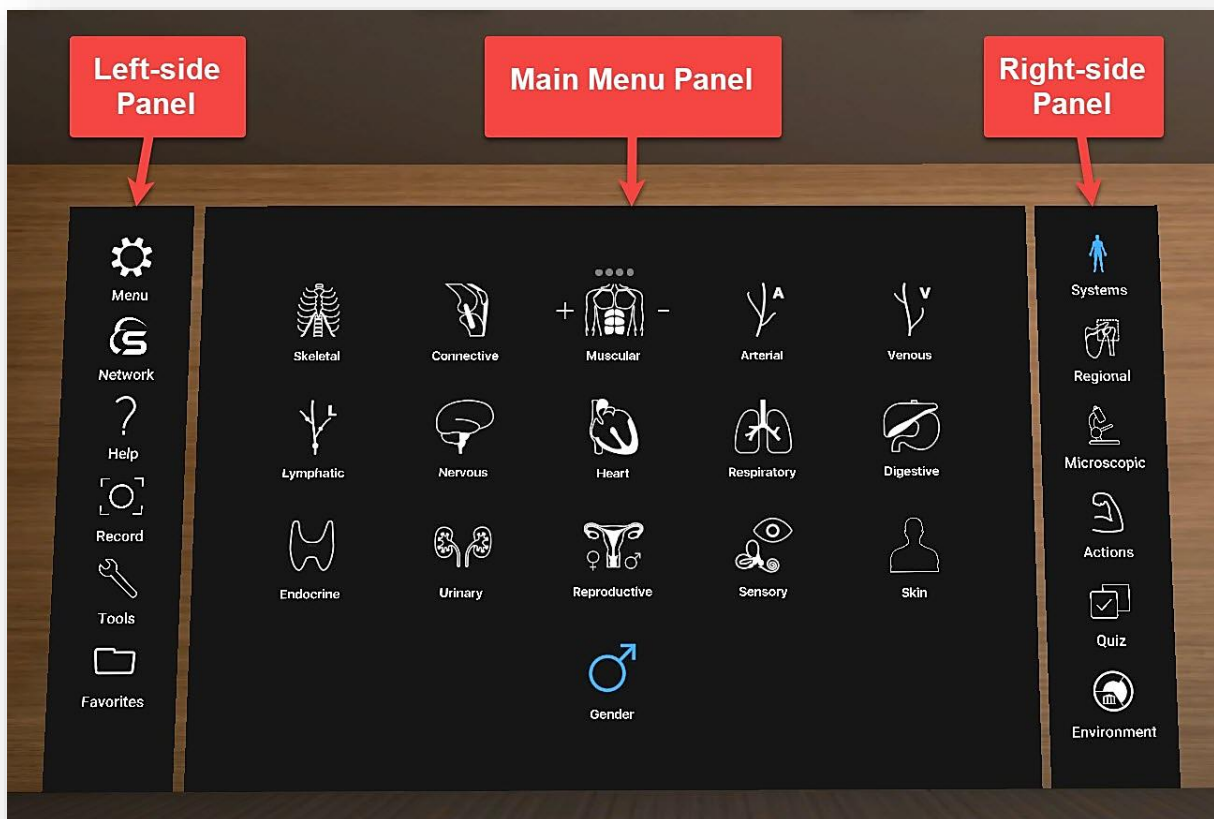 Left-side
Panel
Main Menu Panel
Right-side
Panel
Menu
Network
Help
Record
Tools
Favorites
Skeletal
Connective
+ Muscular -
A
Arterial
V
Venous
L
Lymphatic
Nervous
Heart
Respiratory
Digestive
Endocrine
Urinary
Reproductive
Sensory
Skin
Gender
Systems
Regional
Microscopic
Actions
Quiz
Environment